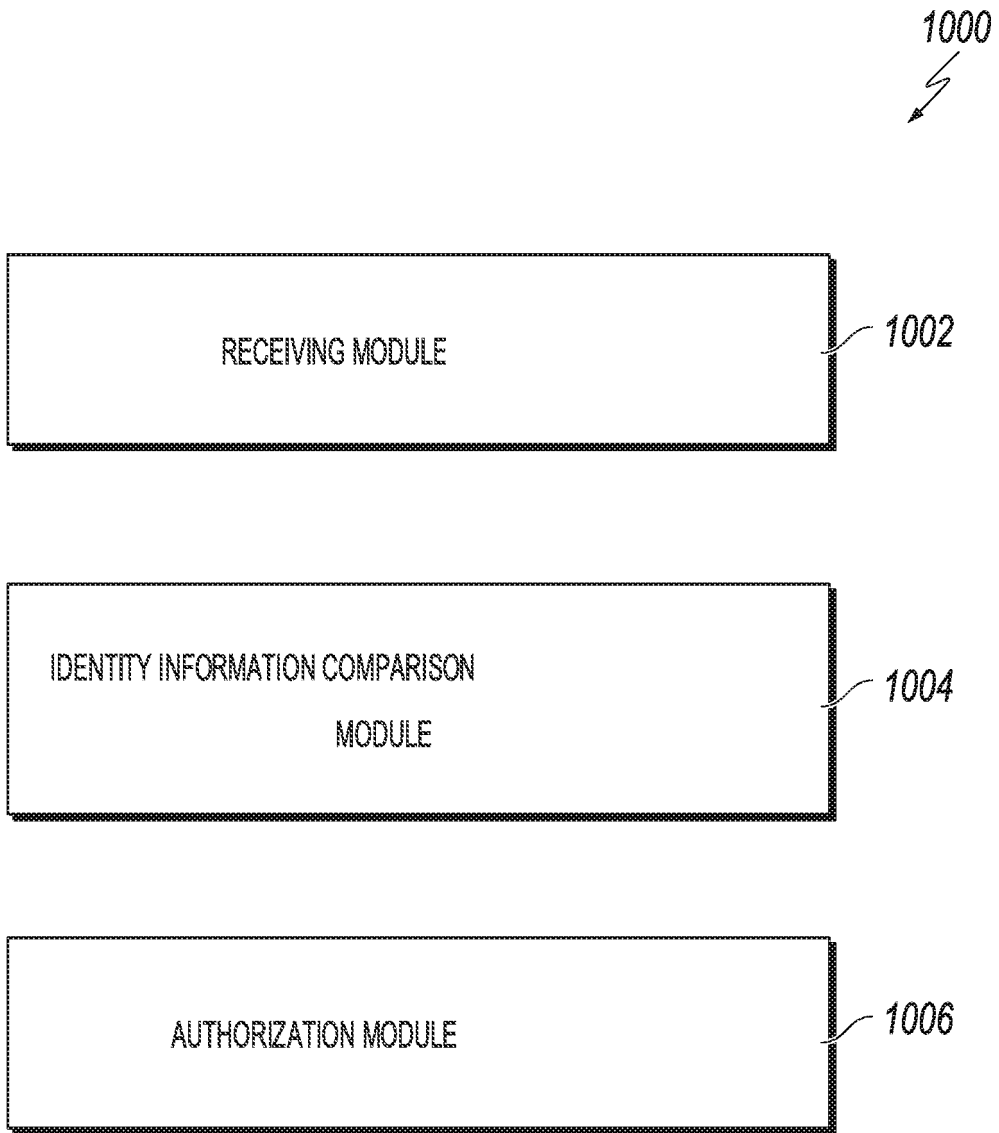 1000
RECEIVING MODULE
1002
IDENTITY INFORMATION COMPARISON
MODULE
1004
AUTHORIZATION MODULE
1006